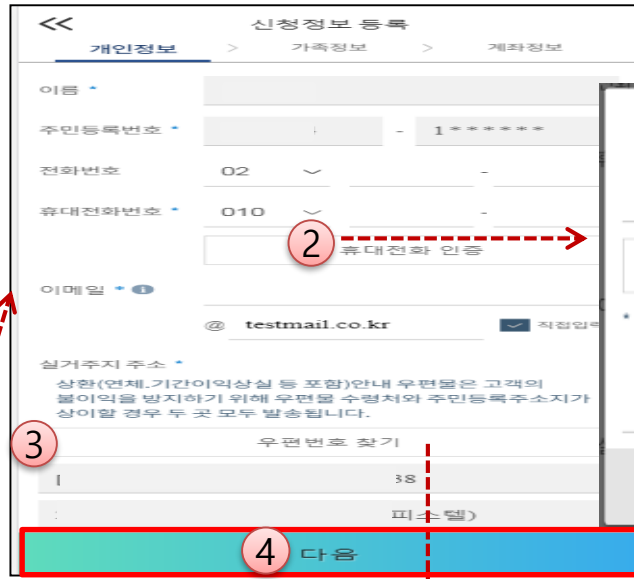 << 신청정보 등록
개인정보 > 가족정보 > 계좌정보
이름 *
주민등록번호 * - 1******
전화번호 02 -
휴대전화번호 * 010 -
2 휴대전화 인증
이메일 *
@ testmail.co.kr 직접입력
실거주지 주소 *
상환(연체.기간이익상실 등 포함)안내 우편물은 고객의
불이익을 방지하기 위해 우편물 수령처와 주민등록주소지가
상이할 경우 두 곳 모두 발송됩니다.
3 우편번호 찾기
38
피스텔)
4 다음